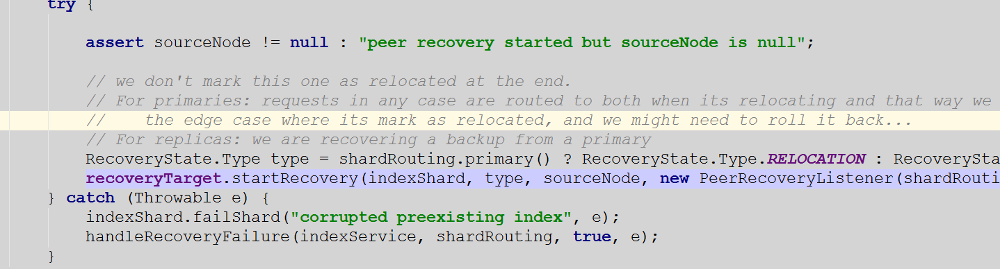 try {
assert sourceNode != null : "peer recovery started but sourceNode is null";
// we don't mark this one as relocated at the end.
// For primaries: requests in any case are routed to both when its relocating and that way we
//    the edge case where its mark as relocated, and we might need to roll it back...
// For replicas: we are recovering a backup from a primary
RecoveryState.Type type = shardRouting.primary() ? RecoveryState.Type.RELOCATION : RecoverySta
recoveryTarget.startRecovery(indexShard, type, sourceNode, new PeerRecoveryListener(shardRouti
} catch (Throwable e) {
indexShard.failShard("corrupted preexisting index", e);
handleRecoveryFailure(indexService, shardRouting, true, e);
}